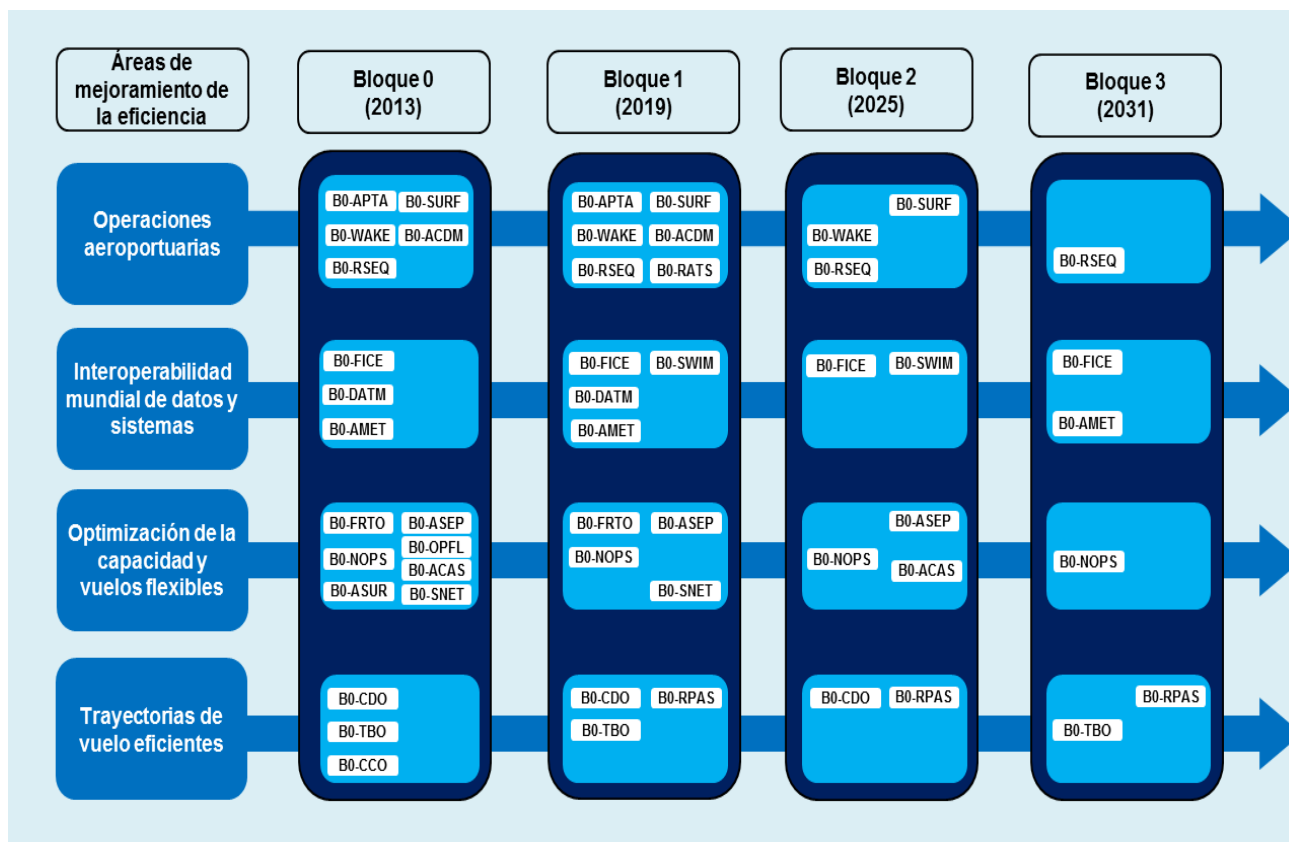 Áreas de
mejoramiento de
la eficiencia
Bloque 0
(2013)
Bloque 1
(2019)
Bloque 2
(2025)
Bloque 3
(2031)
Operaciones
aeroportuarias
B0-APTA B0-SURF
B0-WAKE B0-ACDM
B0-RSEQ
B0-APTA B0-SURF
B0-WAKE B0-ACDM
B0-RSEQ B0-RATS
B0-SURF
B0-WAKE
B0-RSEQ
B0-RSEQ
Interoperabilidad
mundial de datos y
sistemas
B0-FICE
B0-DATM
B0-AMET
B0-FICE B0-SWIM
B0-DATM
B0-AMET
B0-FICE B0-SWIM
B0-FICE
B0-AMET
Optimización de la
capacidad y
vuelos flexibles
B0-FRTO B0-ASEP
B0-OPFL
B0-NOPS
B0-ACAS
B0-ASUR B0-SNET
B0-FRTO B0-ASEP
B0-NOPS
B0-SNET
B0-ASEP
B0-NOPS
B0-ACAS
B0-NOPS
Trayectorias de
vuelo eficientes
B0-CDO
B0-TBO
B0-CCO
B0-CDO B0-RPAS
B0-TBO
B0-CDO B0-RPAS
B0-RPAS
B0-TBO